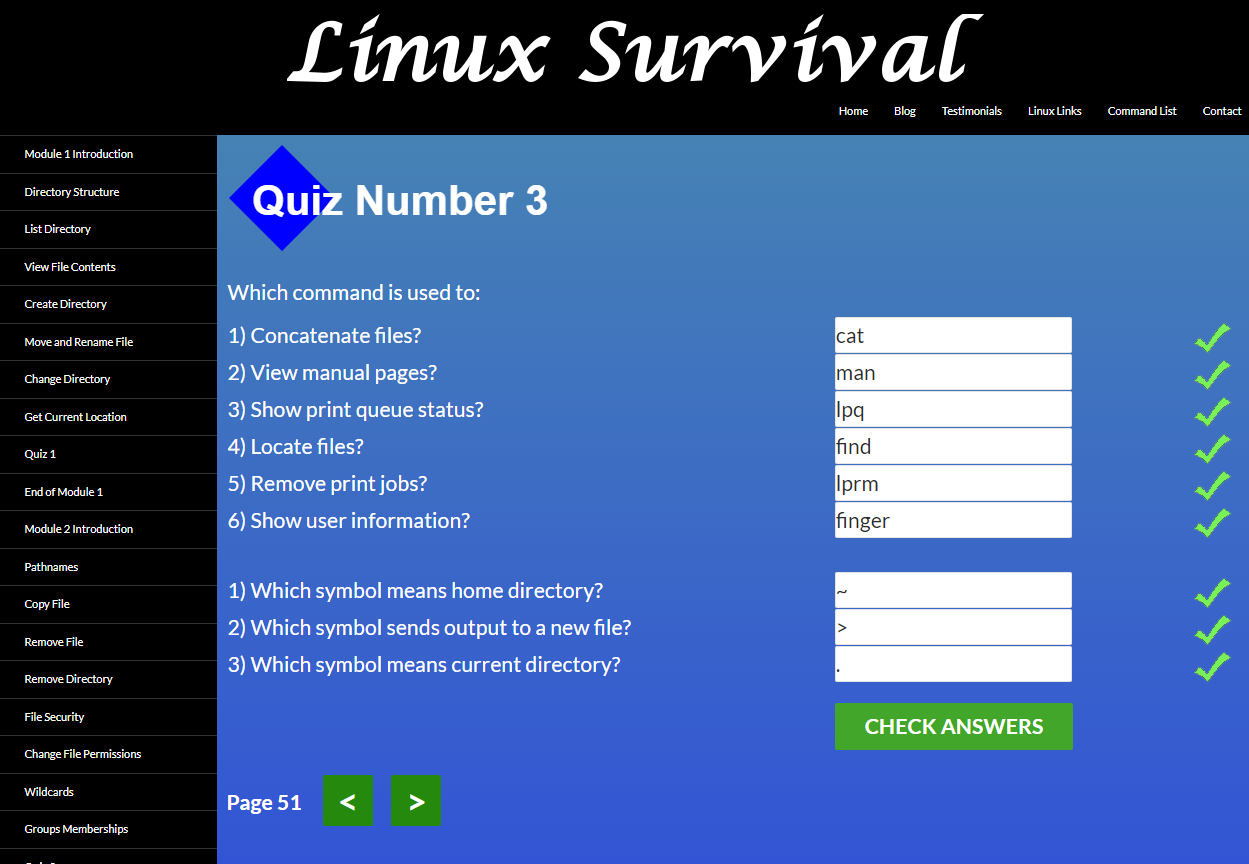 Linux Survival
Home Blog Testimonials Linux Links Command List Contact
Module 1 Introduction
Directory Structure
List Directory
View File Contents
Create Directory
Move and Rename File
Change Directory
Get Current Location
Quiz 1
End of Module 1
Module 2 Introduction
Pathnames
Copy File
Remove File
Remove Directory
File Security
Change File Permissions
Wildcards
Groups Memberships
Quiz Number 3
Which command is used to:
1) Concatenate files? cat
2) View manual pages? man
3) Show print queue status? lpq
4) Locate files? find
5) Remove print jobs? lprm
6) Show user information? finger
1) Which symbol means home directory? ~
2) Which symbol sends output to a new file? >
3) Which symbol means current directory? .
CHECK ANSWERS
Page 51 < >